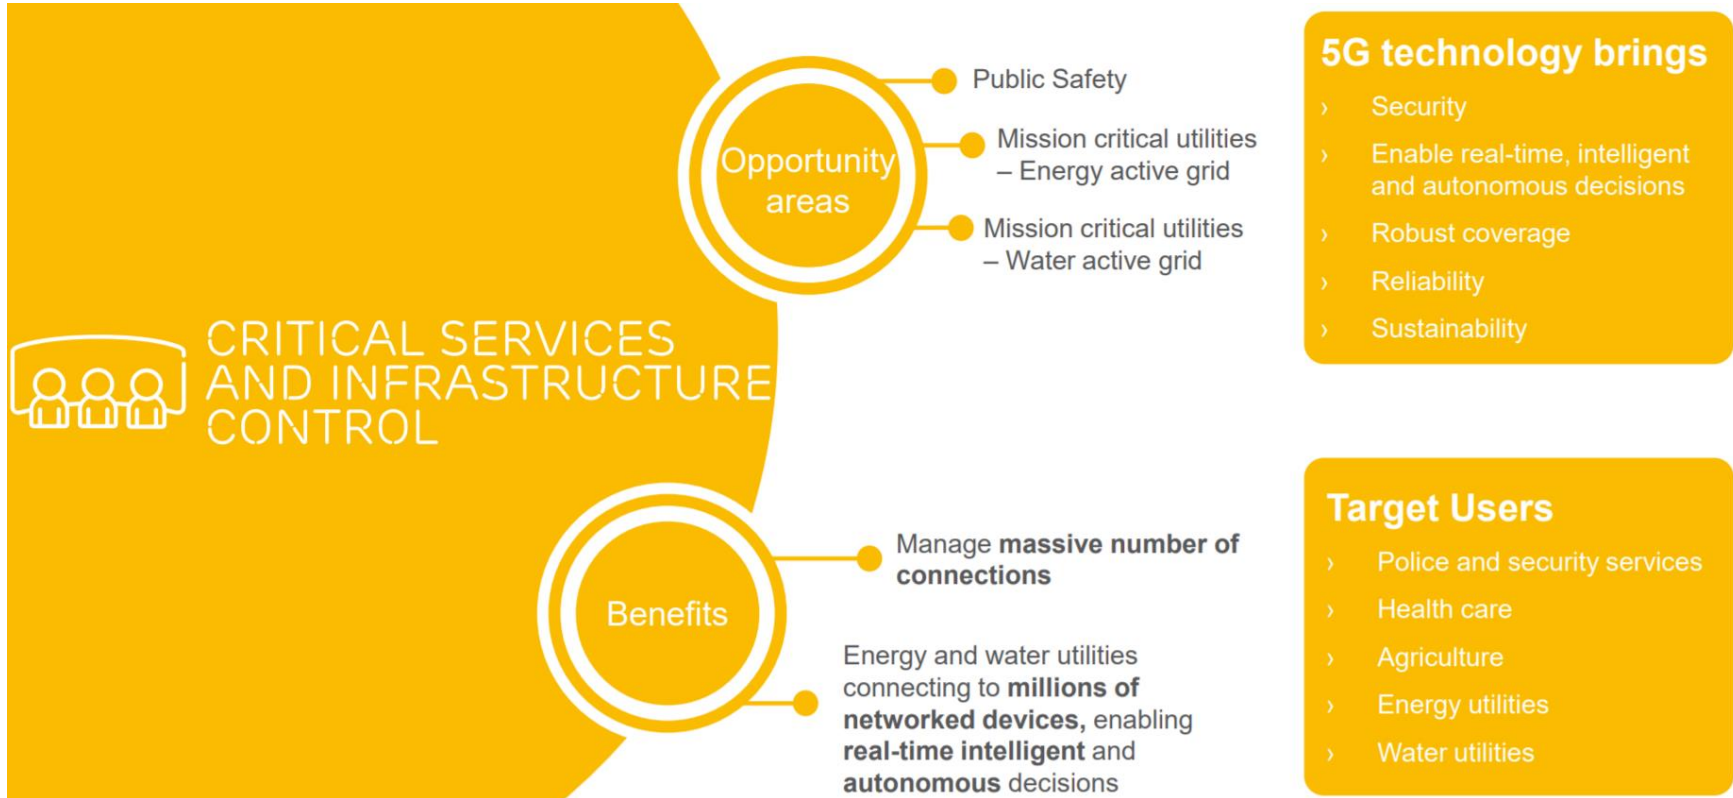 CRITICAL SERVICES
AND INFRASTRUCTURE
CONTROL
Opportunity
areas
Public Safety
Mission critical utilities
– Energy active grid
Mission critical utilities
– Water active grid
Benefits
Manage massive number of
connections
Energy and water utilities
connecting to millions of
networked devices, enabling
real-time intelligent and
autonomous decisions
5G technology brings
› Security
› Enable real-time, intelligent
and autonomous decisions
› Robust coverage
› Reliability
› Sustainability
Target Users
› Police and security services
› Health care
› Agriculture
› Energy utilities
› Water utilities